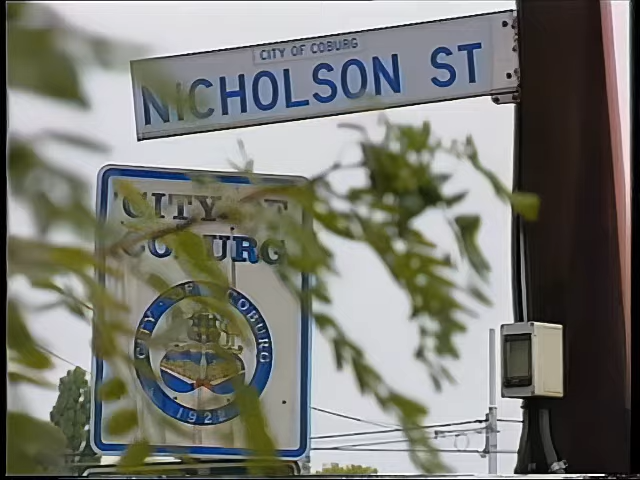 CITY OF COBURG
NICHOLSON ST
CITY OF
COBURG
CITY OF COBURG
1922